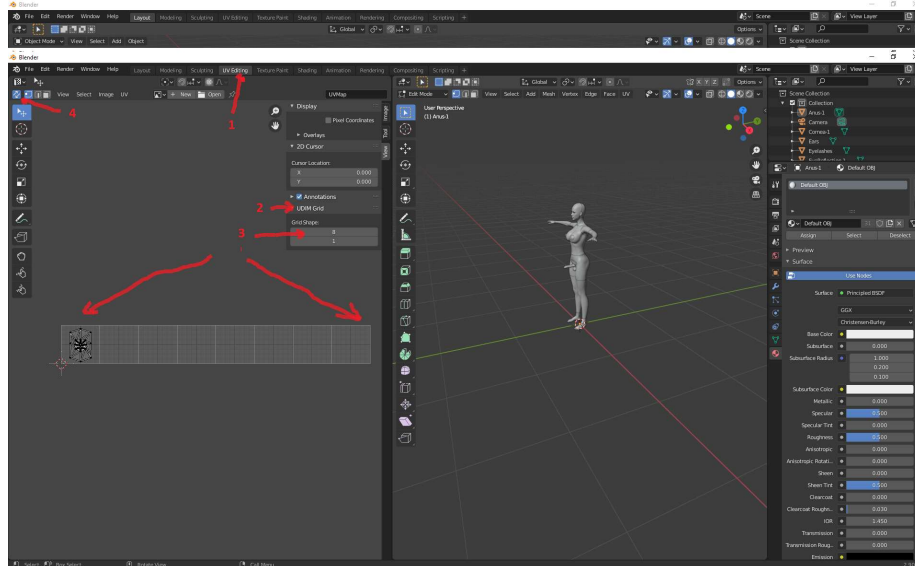 Blender
File Edit Render Window Help Layout Modeling Sculpting UV Editing Texture Paint Shading Animation Rendering Compositing Scripting + Scene View Layer
Global Options
Object Mode View Select Add Object Scene Collection
Blender
File Edit Render Window Help Layout Modeling Sculpting UV Editing Texture Paint Shading Animation Rendering Compositing Scripting + Scene View Layer
Global X Y Z Options
View Select Image UV + New Open UVMap Edit Mode View Select Add Mesh Vertex Edge Face UV Scene Collection
4
1
Display
Pixel Coordinates
Overlays
2D Cursor
Cursor Location:
X 0.000
Y 0.000
Annotations
2 UDIM Grid
Grid Shape:
3 8
1
Image
Tool
View
User Perspective
(1) Anus-1
Collection
Anus-1
Camera
Cornea-1
Ears
Eyelashes
Anus-1 Default OBJ
Default OBJ
Default OBJ
Assign Select Deselect
Preview
Surface
Use Nodes
Surface Principled BSDF
GGX
Christensen-Burley
Base Color
Subsurface 0.000
Subsurface Radius 1.000
0.200
0.100
Subsurface Color
Metallic 0.000
Specular 0.500
Specular Tint 0.000
Roughness 0.500
Anisotropic 0.000
Anisotropic Rotati.. 0.000
Sheen 0.000
Sheen Tint 0.500
Clearcoat 0.000
Clearcoat Roughn.. 0.030
IOR 1.450
Transmission 0.000
Transmission Roug.. 0.000
Emission
Select Box Select Rotate View Call Menu